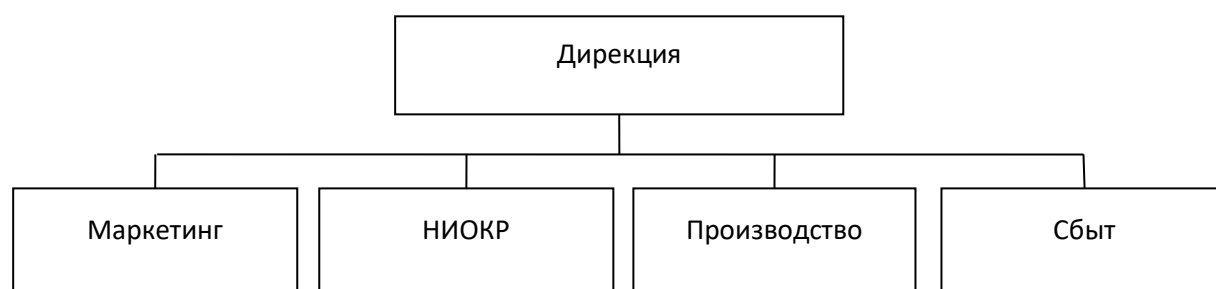 Дирекция
Маркетинг
НИОКР
Производство
Сбыт